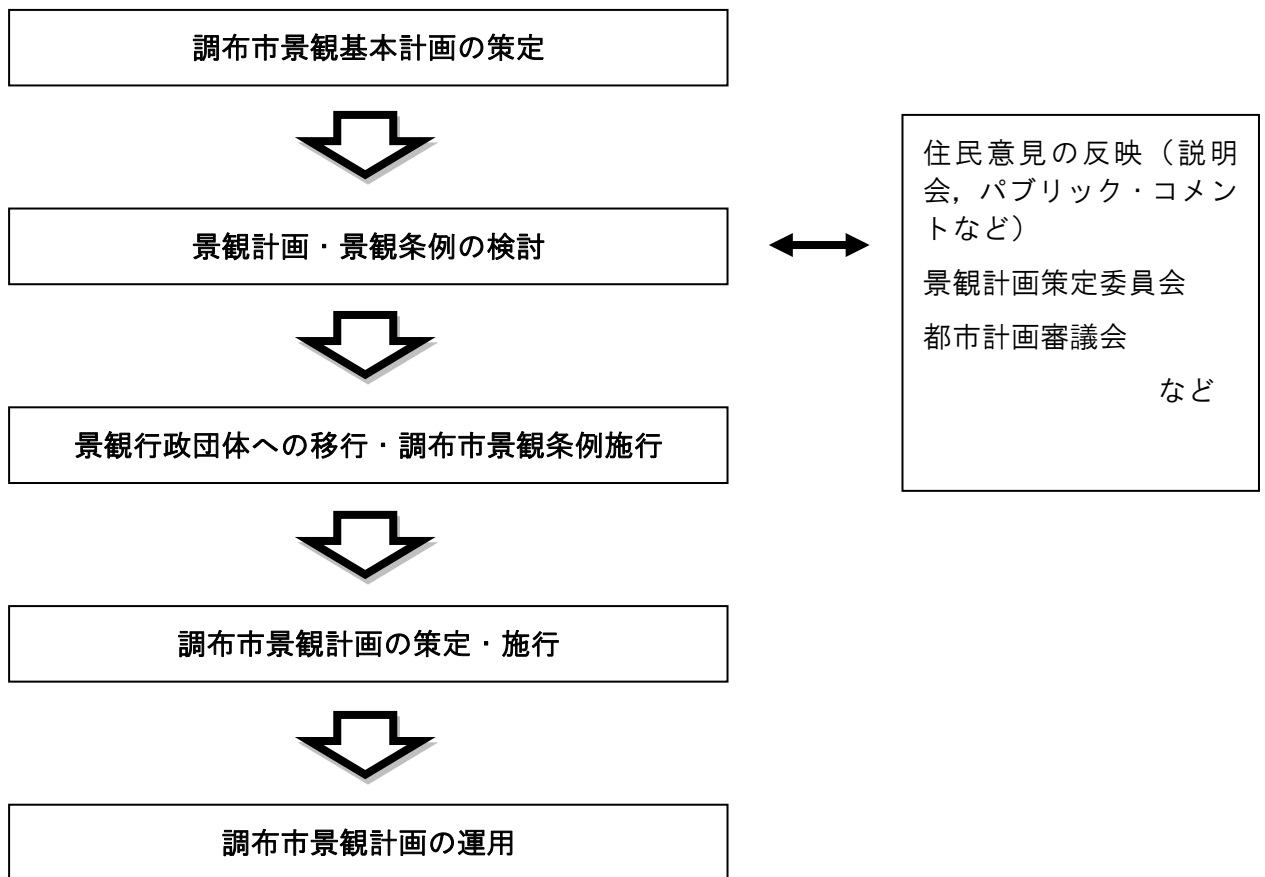 調布市景観基本計画の策定
景観計画・景観条例の検討
住民意見の反映（説明
会，パブリック・コメン
トなど）
景観計画策定委員会
都市計画審議会
など
景観行政団体への移行・調布市景観条例施行
調布市景観計画の策定・施行
調布市景観計画の運用